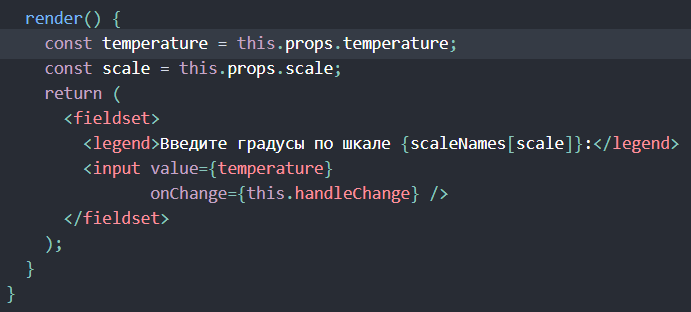 render() {
const temperature = this.props.temperature;
const scale = this.props.scale;
return (
<fieldset>
<legend>Введите градусы по шкале {scaleNames[scale]}:</legend>
<input value={temperature}
onChange={this.handleChange} />
</fieldset>
);
}
}